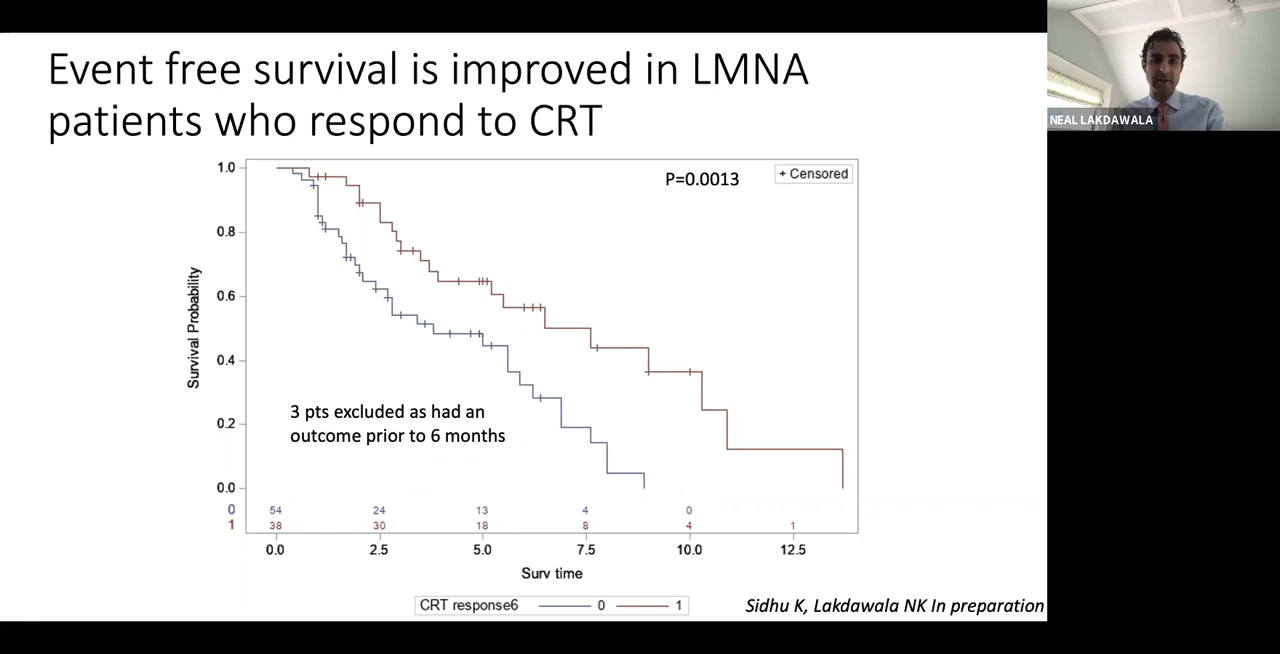 Event free survival is improved in LMNA
patients who respond to CRT
NEAL LAKDAWALA
P=0.0013
+ Censored
1.0
0.8
0.6
0.4
0.2
0.0
Survival Probability
3 pts excluded as had an
outcome prior to 6 months
0 54 24 13 4 0
1 38 30 18 8 4 1
0.0 2.5 5.0 7.5 10.0 12.5
Surv time
CRT response6 0 1
Sidhu K, Lakdawala NK In preparation